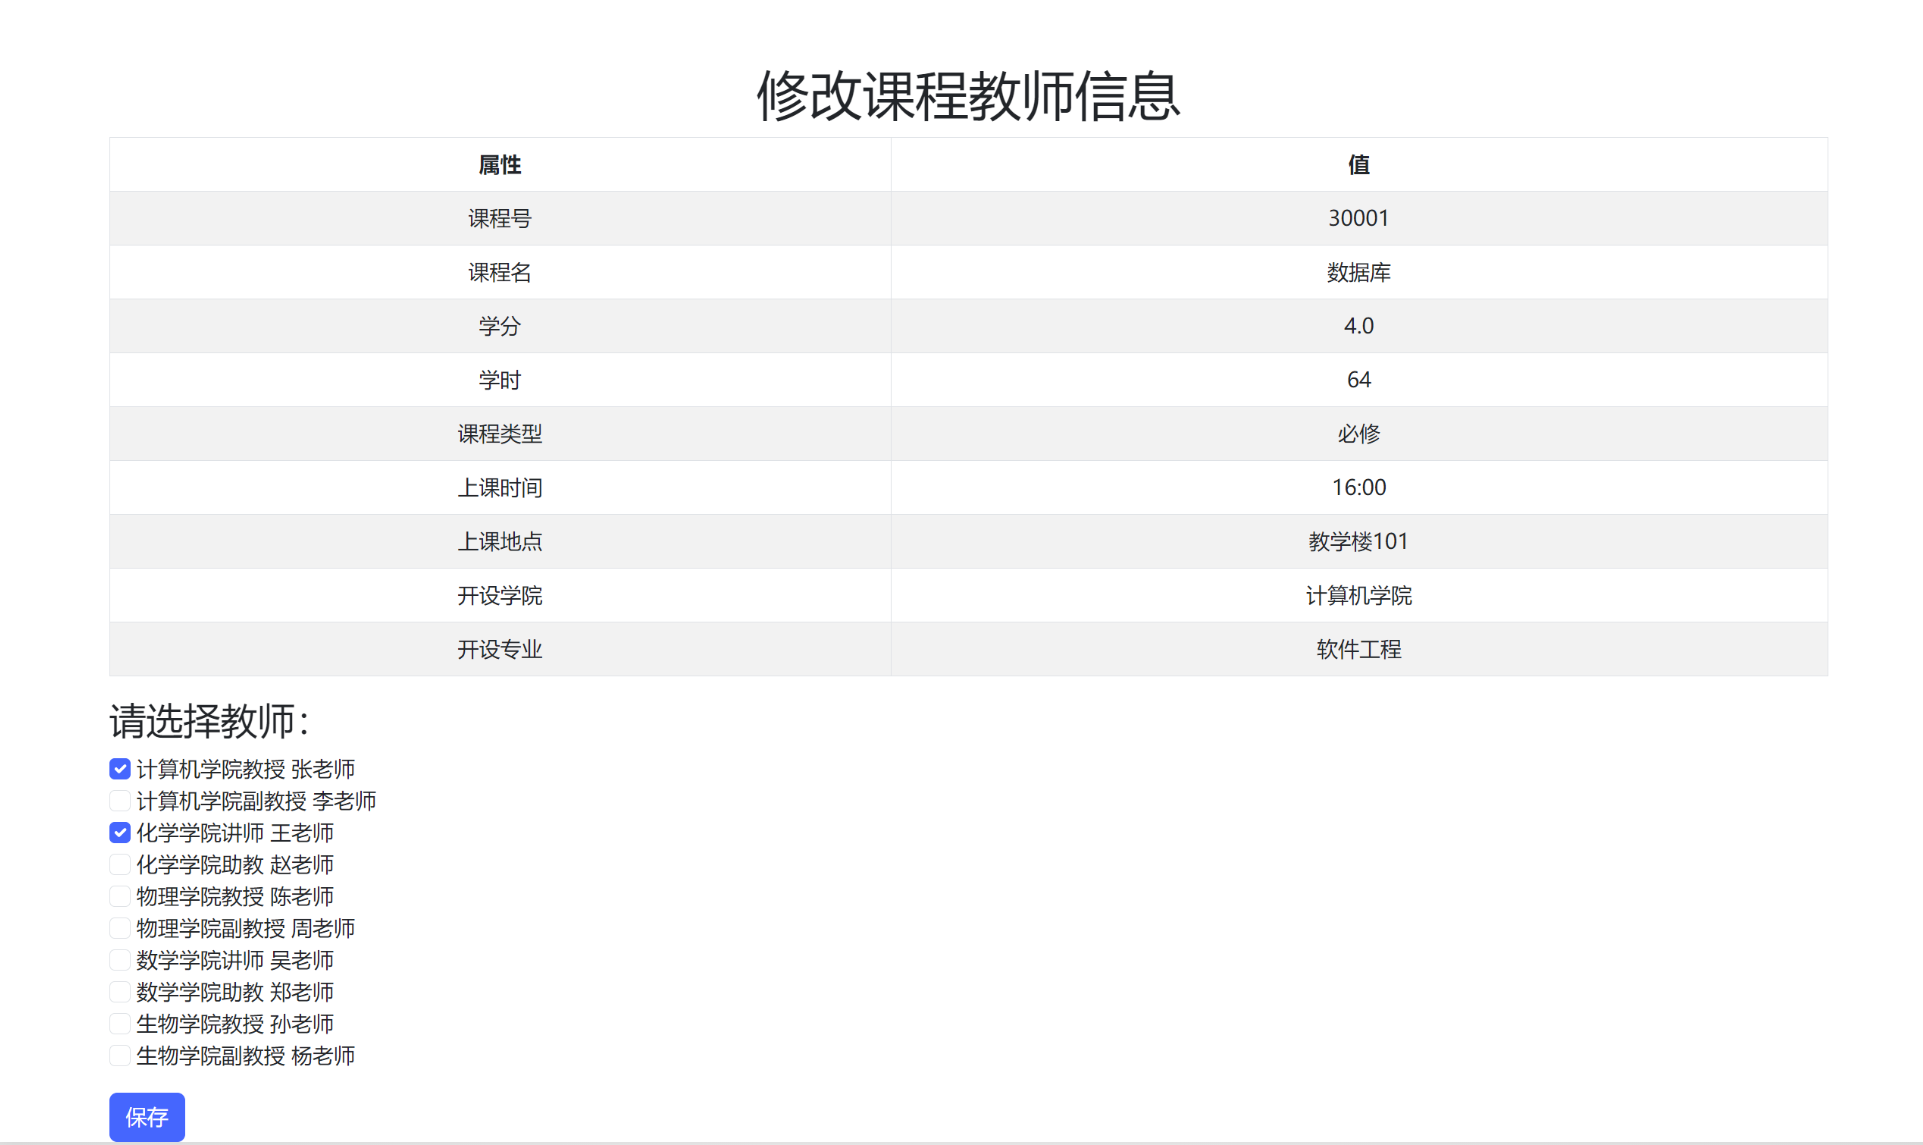 修改课程教师信息
属性 值
课程号 30001
课程名 数据库
学分 4.0
学时 64
课程类型 必修
上课时间 16:00
上课地点 教学楼101
开设学院 计算机学院
开设专业 软件工程
请选择教师：
计算机学院教授 张老师
计算机学院副教授 李老师
化学学院讲师 王老师
化学学院助教 赵老师
物理学院教授 陈老师
物理学院副教授 周老师
数学学院讲师 吴老师
数学学院助教 郑老师
生物学院教授 孙老师
生物学院副教授 杨老师
保存